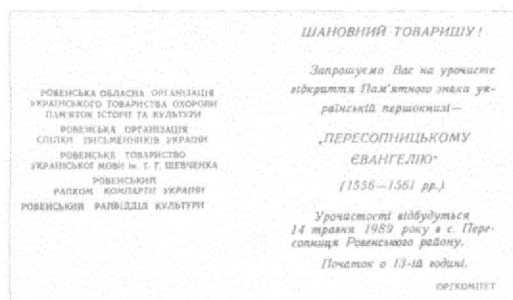 РОВЕНСЬКА ОБЛАСНА ОРГАНІЗАЦІЯ
УКРАЇНСЬКОГО ТОВАРИСТВА ОХОРОНИ
ПАМ'ЯТОК ІСТОРІЇ ТА КУЛЬТУРИ
РОВЕНСЬКА ОРГАНІЗАЦІЯ
СПІЛКИ ПИСЬМЕННИКІВ УКРАЇНИ
РОВЕНСЬКЕ ТОВАРИСТВО
УКРАЇНСЬКОЇ МОВИ ім. Т. Г. ШЕВЧЕНКА
РОВЕНСЬКИЙ
РАЙКОМ КОМПАРТІЇ УКРАЇНИ
РОВЕНСЬКИЙ РАЙВІДДІЛ КУЛЬТУРИ
ШАНОВНИЙ ТОВАРИШУ!
Запрошуємо Вас на урочисте
відкриття Пам'ятного знака ук-
раїнській первокнизі—
„ПЕРЕСОПНИЦЬКОМУ
ЄВАНГЕЛІЮ"
(1556—1561 рр.)
Урочистості відбудуться
14 травня 1989 року в с. Пере-
сопниця Ровенського району.
Початок о 13-ій годині.
ОРГКОМІТЕТ